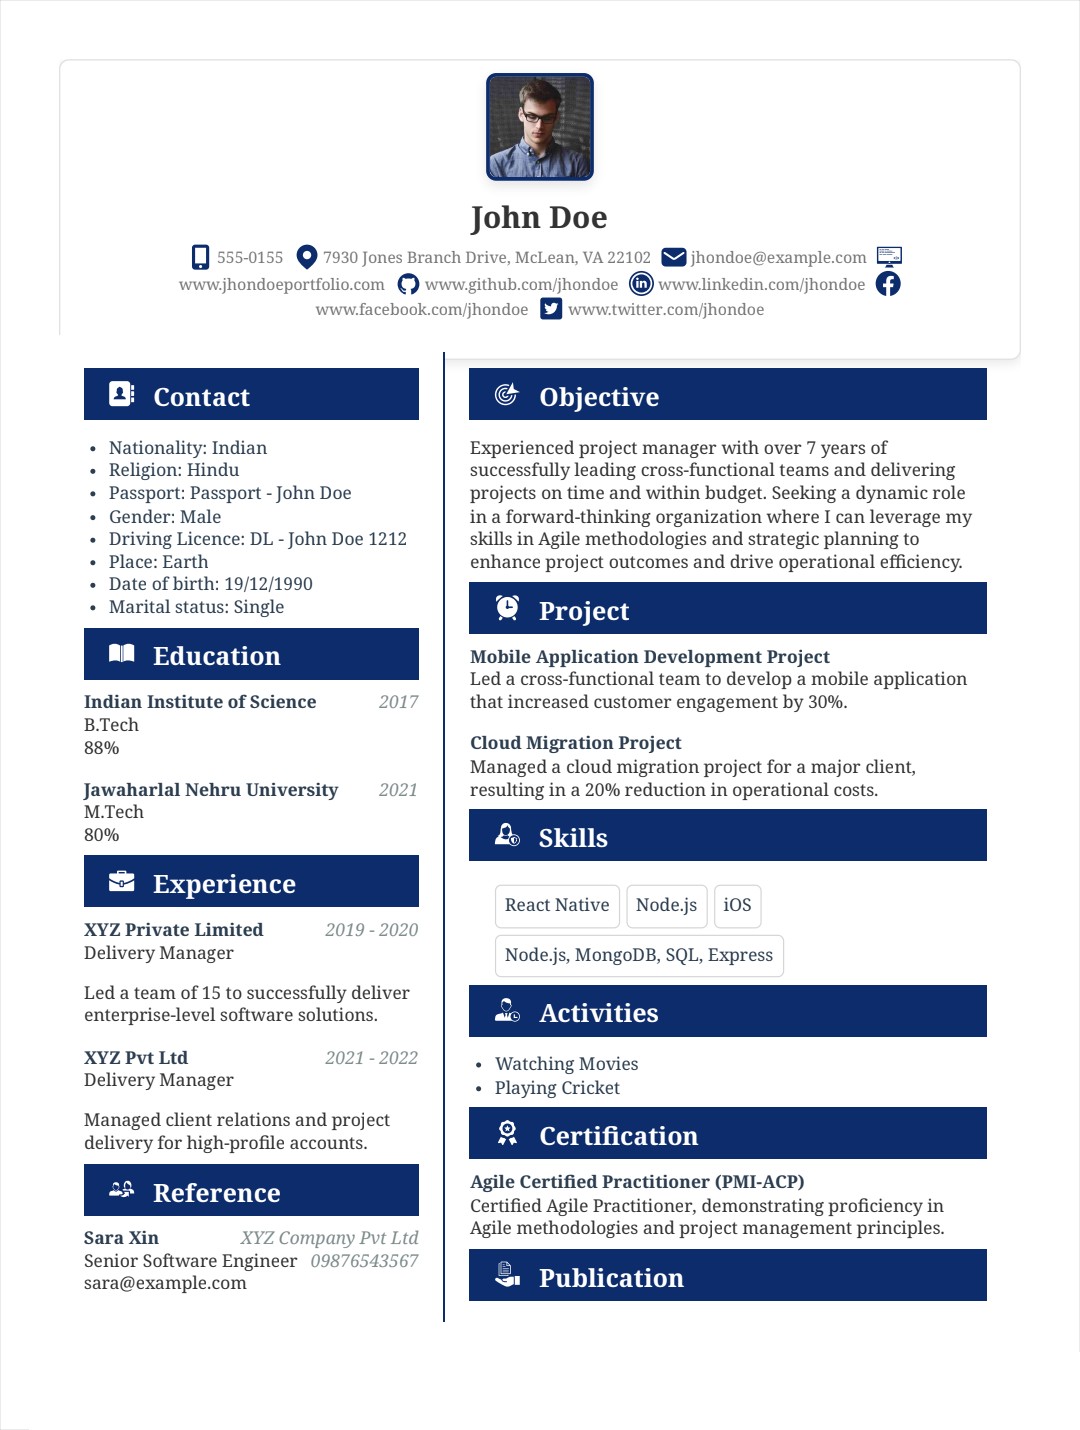 John Doe
555-0155 7930 Jones Branch Drive, McLean, VA 22102 jhondoe@example.com
www.jhondoeportfolio.com www.github.com/jhondoe www.linkedin.com/jhondoe
www.facebook.com/jhondoe www.twitter.com/jhondoe
Contact
• Nationality: Indian
• Religion: Hindu
• Passport: Passport - John Doe
• Gender: Male
• Driving Licence: DL - John Doe 1212
• Place: Earth
• Date of birth: 19/12/1990
• Marital status: Single
Education
Indian Institute of Science 2017
B.Tech
88%
Jawaharlal Nehru University 2021
M.Tech
80%
Experience
XYZ Private Limited 2019 - 2020
Delivery Manager
Led a team of 15 to successfully deliver
enterprise-level software solutions.
XYZ Pvt Ltd 2021 - 2022
Delivery Manager
Managed client relations and project
delivery for high-profile accounts.
Reference
Sara Xin XYZ Company Pvt Ltd
Senior Software Engineer 09876543567
sara@example.com
Objective
Experienced project manager with over 7 years of
successfully leading cross-functional teams and delivering
projects on time and within budget. Seeking a dynamic role
in a forward-thinking organization where I can leverage my
skills in Agile methodologies and strategic planning to
enhance project outcomes and drive operational efficiency.
Project
Mobile Application Development Project
Led a cross-functional team to develop a mobile application
that increased customer engagement by 30%.
Cloud Migration Project
Managed a cloud migration project for a major client,
resulting in a 20% reduction in operational costs.
Skills
React Native Node.js iOS
Node.js, MongoDB, SQL, Express
Activities
• Watching Movies
• Playing Cricket
Certification
Agile Certified Practitioner (PMI-ACP)
Certified Agile Practitioner, demonstrating proficiency in
Agile methodologies and project management principles.
Publication